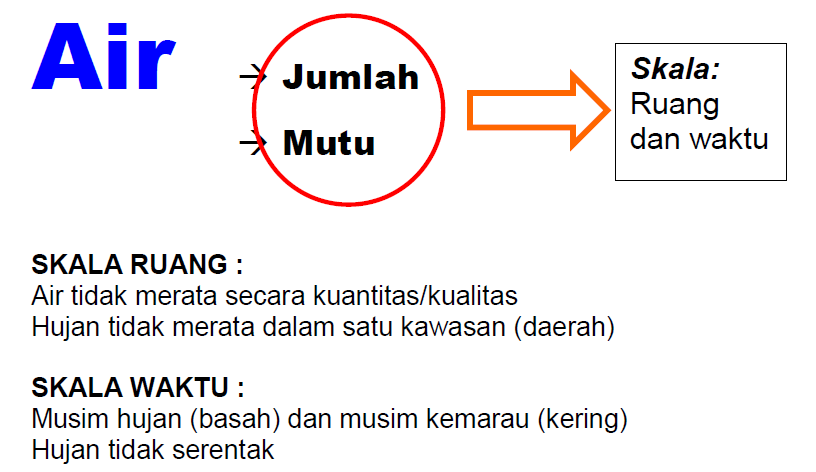 Air
→ Jumlah
→ Mutu
Skala:
Ruang
dan waktu
SKALA RUANG :
Air tidak merata secara kuantitas/kualitas
Hujan tidak merata dalam satu kawasan (daerah)
SKALA WAKTU :
Musim hujan (basah) dan musim kemarau (kering)
Hujan tidak serentak